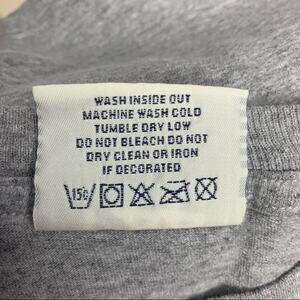 WASH INSIDE OUT
MACHINE WASH COLD
TUMBLE DRY LOW
DO NOT BLEACH DO NOT
DRY CLEAN OR IRON
IF DECORATED
15c